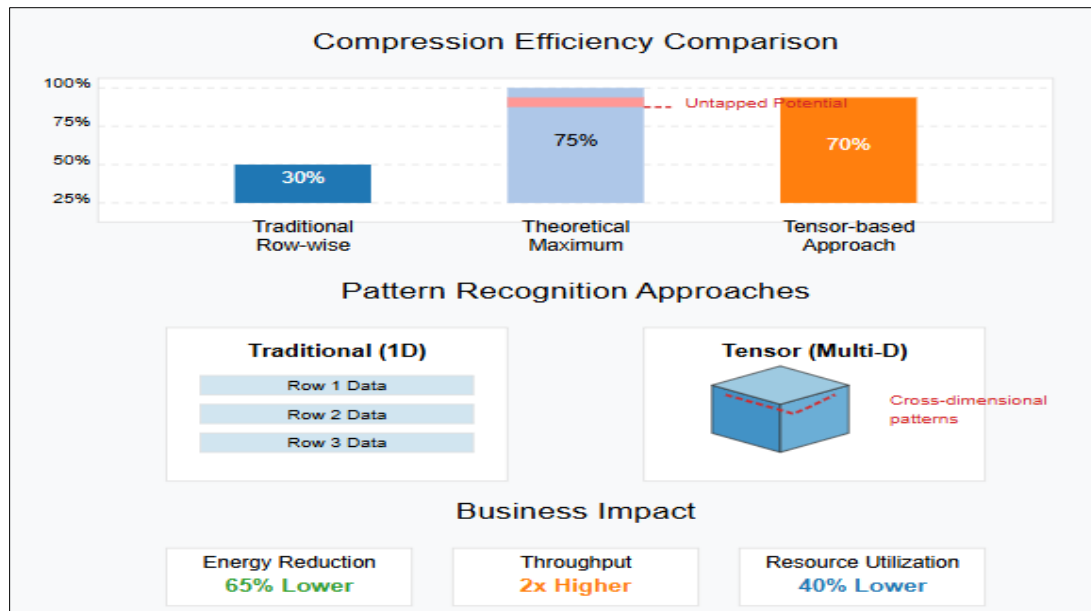 Compression Efficiency Comparison
100%
75%
50%
25%
Untapped Potential
30%
75%
70%
Traditional
Row-wise
Theoretical
Maximum
Tensor-based
Approach
Pattern Recognition Approaches
Traditional (1D)
Row 1 Data
Row 2 Data
Row 3 Data
Tensor (Multi-D)
Cross-dimensional
patterns
Business Impact
Energy Reduction
65% Lower
Throughput
2x Higher
Resource Utilization
40% Lower